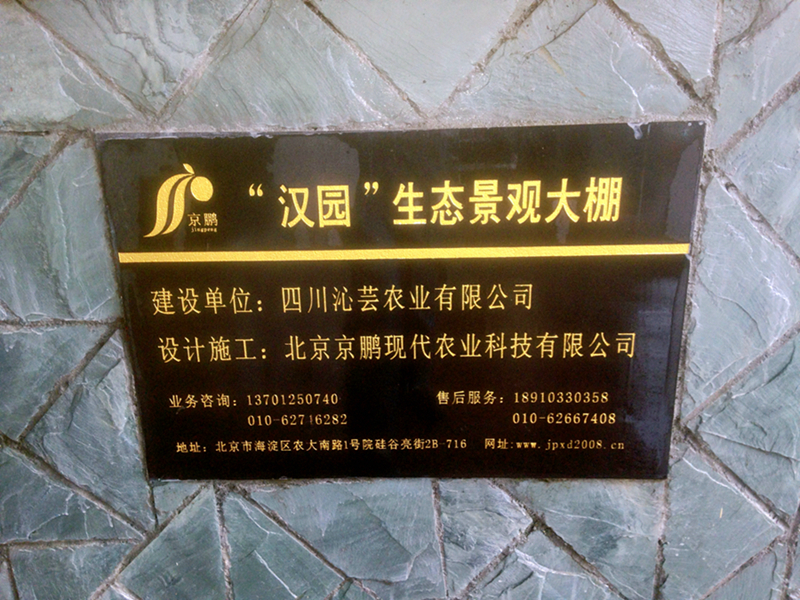 京鹏
jingpeng
“汉园”生态景观大棚
建设单位：四川沁芸农业有限公司
设计施工：北京京鹏现代农业科技有限公司
业务咨询：13701250740
010-62716282
售后服务：18910330358
010-62667408
地址：北京市海淀区农大南路1号院硅谷亮街2B-716 网址:www.jpxd2008.cn